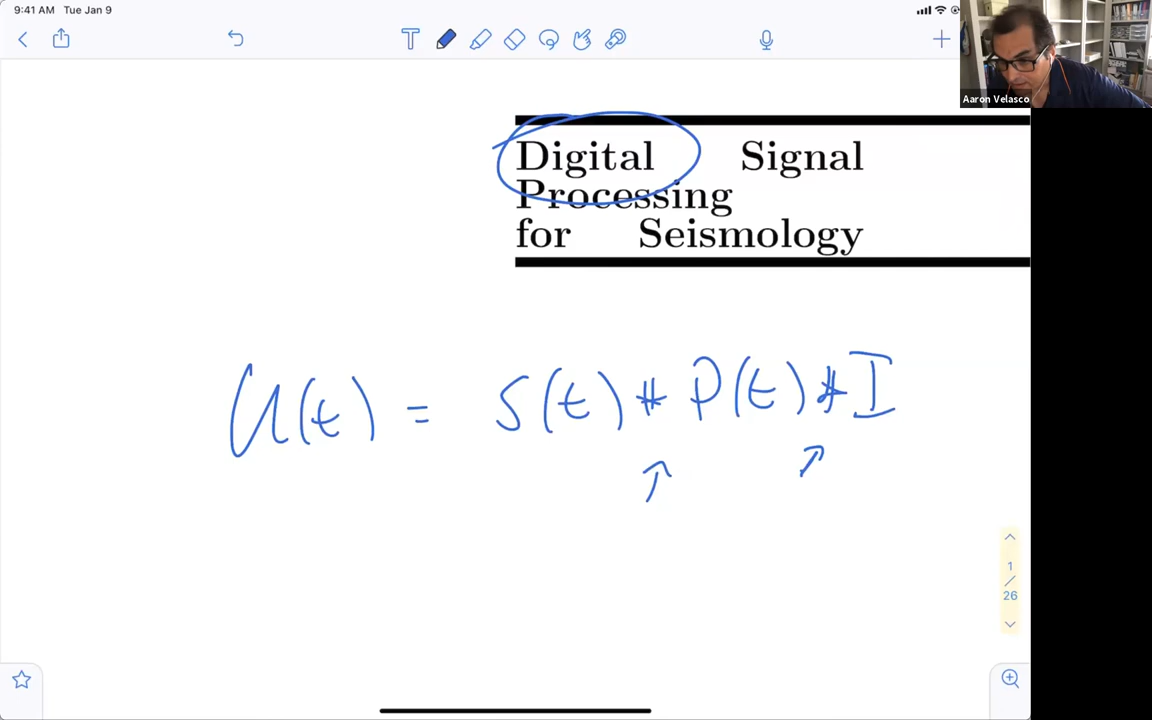 9:41 AM Tue Jan 9
Aaron Velasco
Digital Signal
Processing
for Seismology
U(t) = S(t) * P(t) * I
1
/
26